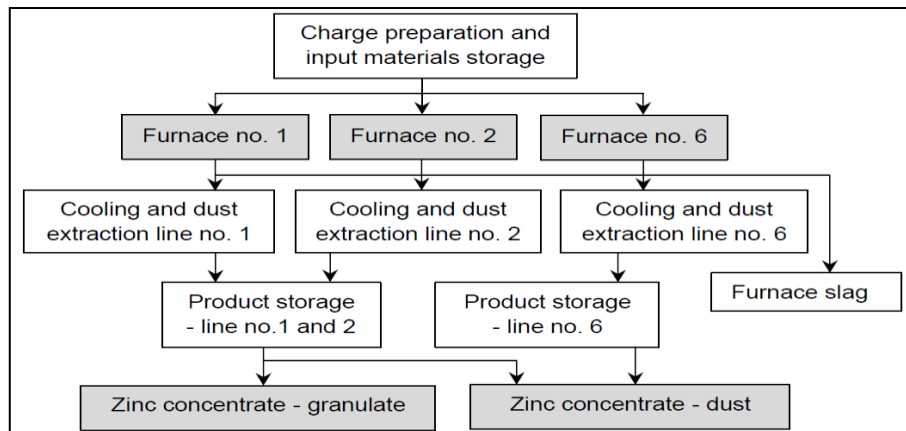 Charge preparation and
input materials storage
Furnace no. 1
Furnace no. 2
Furnace no. 6
Cooling and dust
extraction line no. 1
Cooling and dust
extraction line no. 2
Cooling and dust
extraction line no. 6
Furnace slag
Product storage
- line no.1 and 2
Product storage
- line no. 6
Zinc concentrate - granulate
Zinc concentrate - dust